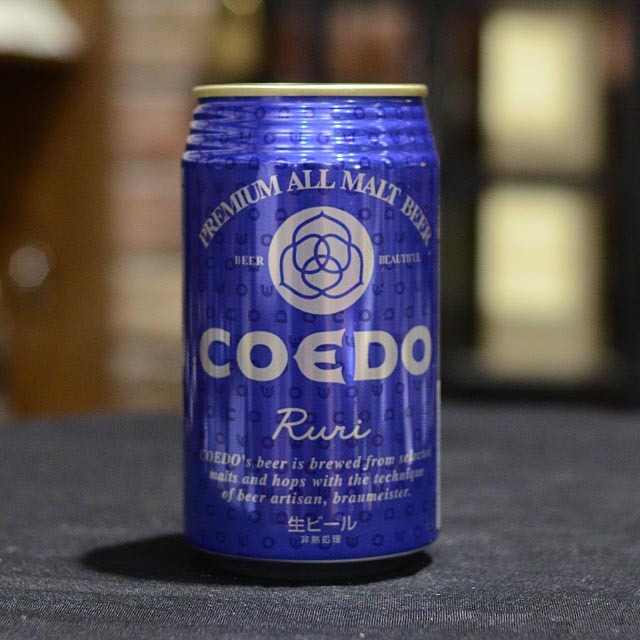 PREMIUM ALL MALT BEER
BEER BEAUTIFUL
COEDO
Ruri
COEDO's beer is brewed from selected
malts and hops with the technique
of beer artisan, braumeister.
生ビール
非熱処理